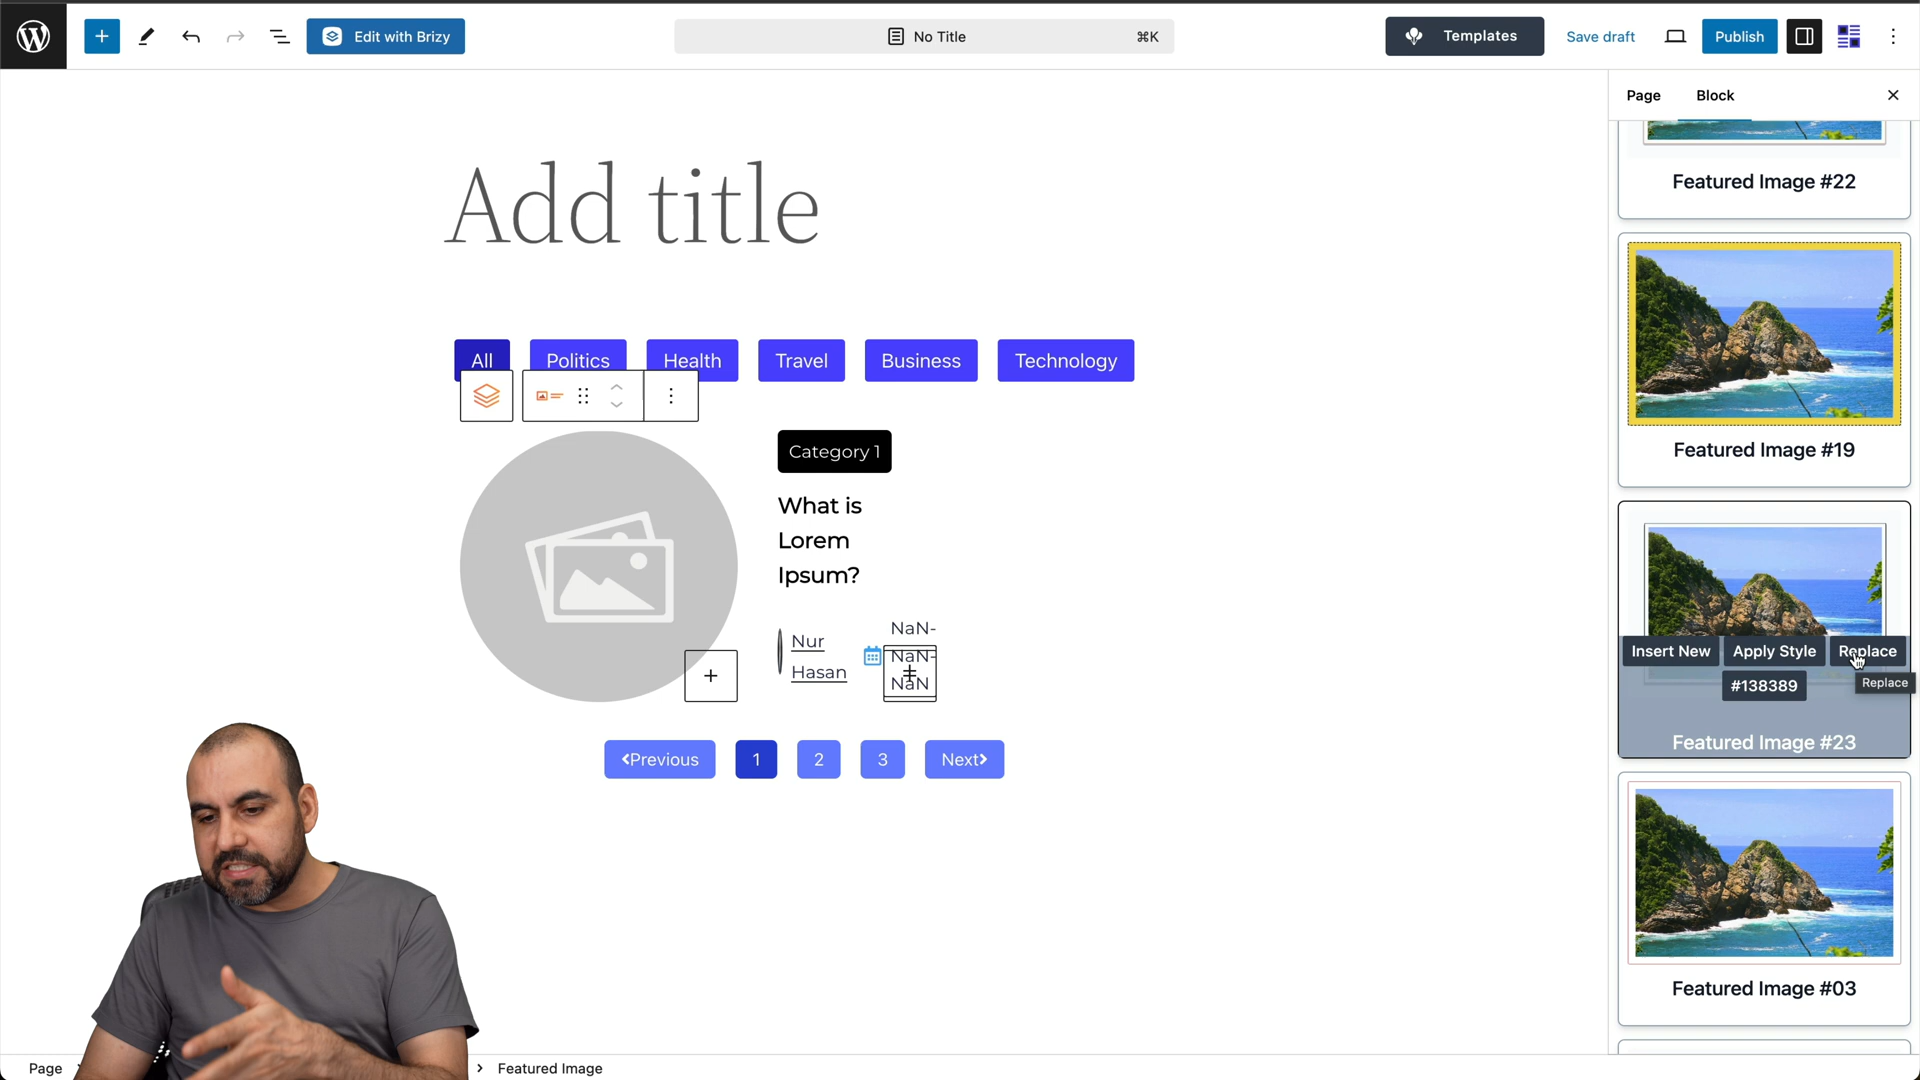 Edit with Brizy
No Title
⌘K
Templates
Save draft
Publish
Page
Block
Add title
All
Politics
Health
Travel
Business
Technology
Category 1
What is
Lorem
Ipsum?
Nur
Hasan
NaN-
NaN-
NaN
Previous
1
2
3
Next
Featured Image #22
Featured Image #19
Insert New
Apply Style
Replace
#138389
Replace
Featured Image #23
Featured Image #03
Page
Featured Image